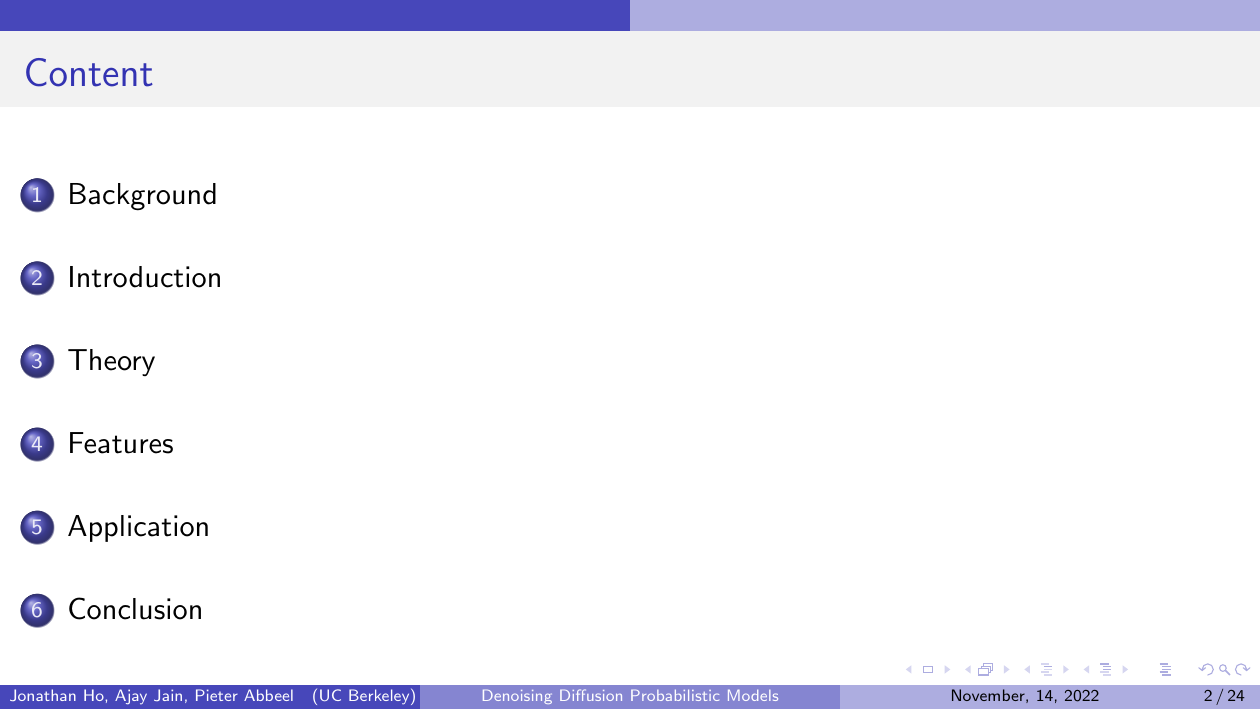 Content
1 Background
2 Introduction
3 Theory
4 Features
5 Application
6 Conclusion
Jonathan Ho, Ajay Jain, Pieter Abbeel (UC Berkeley) Denoising Diffusion Probabilistic Models November, 14, 2022 2 / 24